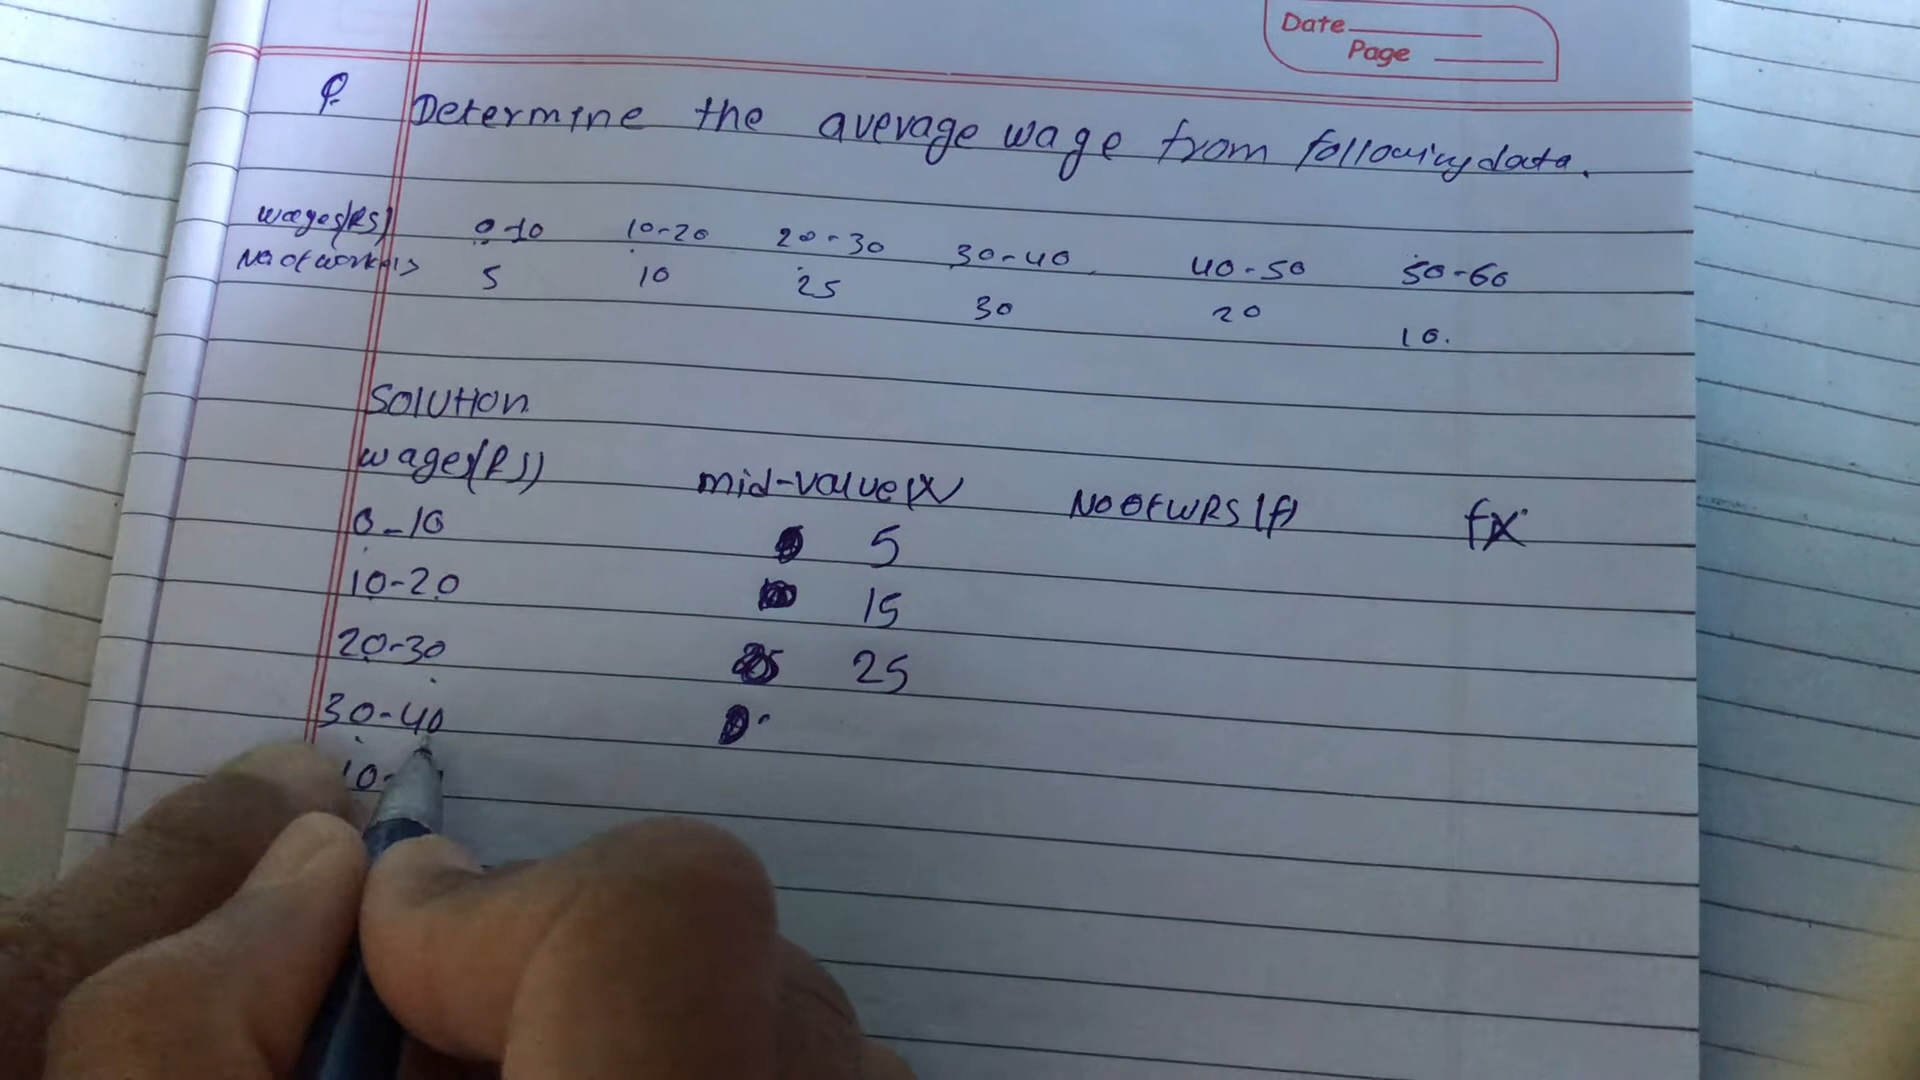 Date
Page
Q. Determine the average wage from following data.
Wages(RS) 0-10 10-20 20-30 30-40 40-50 50-60
No of workers 5 10 25 30 20 10.
Solution
Wages(RS) mid-value(X) No Of WRS (f) fX
0-10 5
10-20 15
20-30 25
30-40